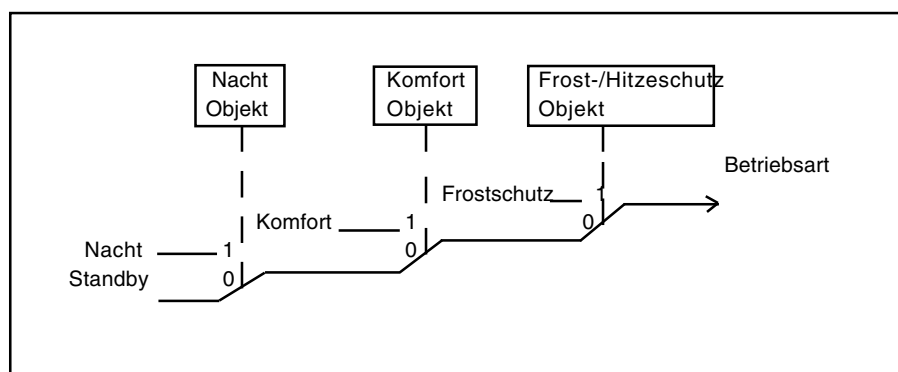 Nacht
Objekt
Komfort
Objekt
Frost-/Hitzeschutz
Objekt
Betriebsart
Frostschutz 1
0
Komfort 1
0
Nacht 1
Standby 0